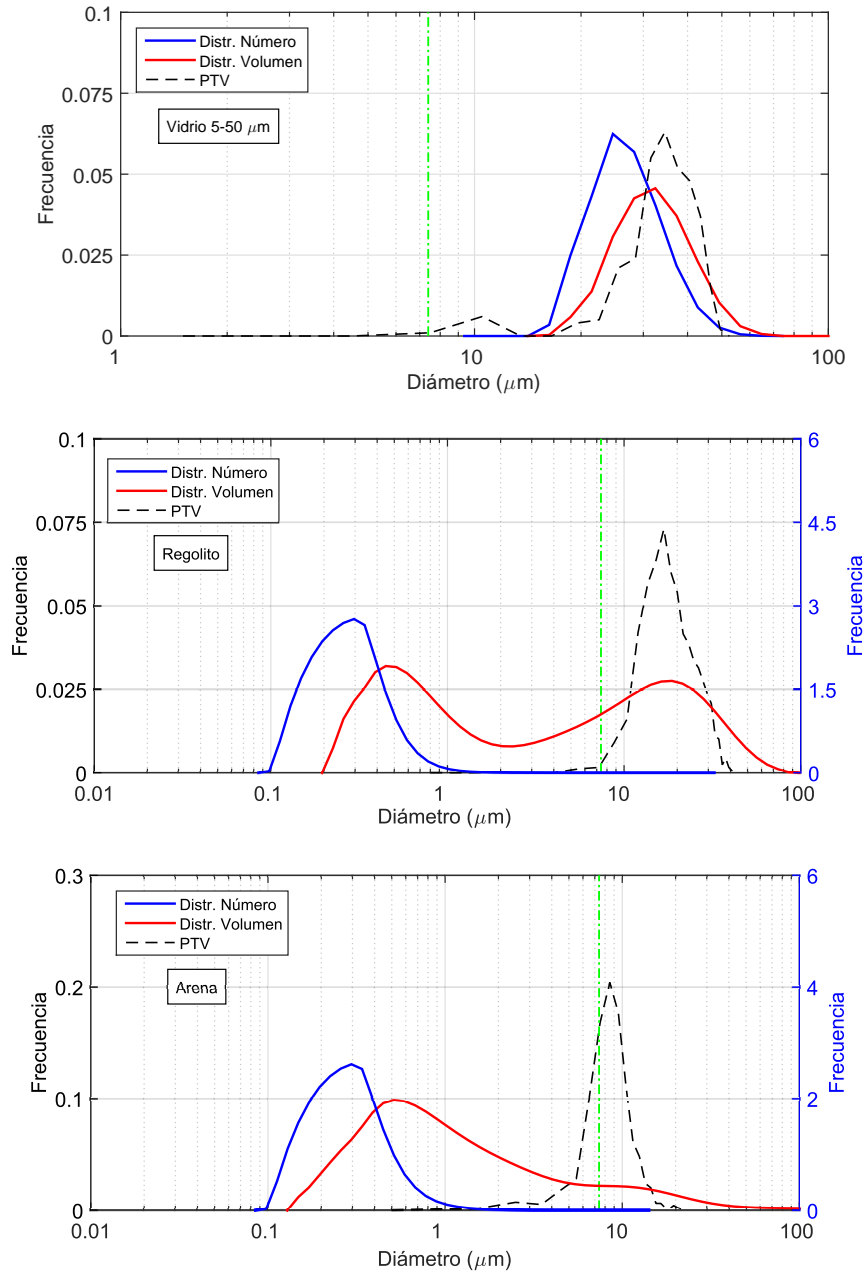 0.1
0.075
0.05
0.025
0
Frecuencia
Distr. Número
Distr. Volumen
PTV
Vidrio 5-50 μm
1
10
100
Diámetro (μm)
0.1
0.075
0.05
0.025
0
Frecuencia
Distr. Número
Distr. Volumen
PTV
Regolito
6
4.5
3
1.5
0
Frecuencia
0.01
0.1
1
10
100
Diámetro (μm)
0.3
0.2
0.1
0
Frecuencia
Distr. Número
Distr. Volumen
PTV
Arena
6
4
2
0
Frecuencia
0.01
0.1
1
10
100
Diámetro (μm)